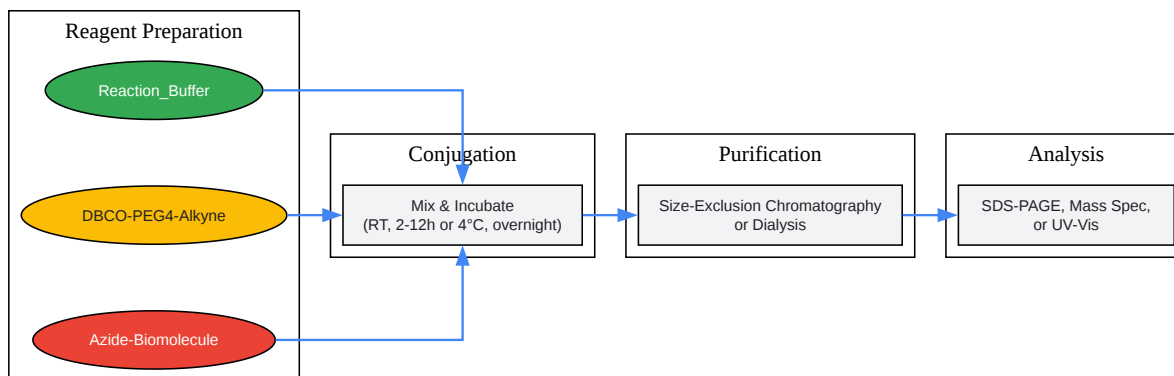 Reagent Preparation
Reaction_Buffer
DBCO-PEG4-Alkyne
Azide-Biomolecule
Conjugation
Mix & Incubate
(RT, 2-12h or 4°C, overnight)
Purification
Size-Exclusion Chromatography
or Dialysis
Analysis
SDS-PAGE, Mass Spec,
or UV-Vis